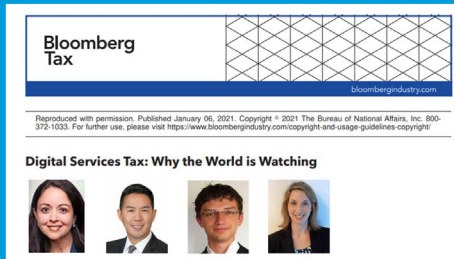 Bloomberg
Tax
bloombergindustry.com
Reproduced with permission. Published January 06, 2021. Copyright © 2021 The Bureau of National Affairs, Inc. 800-
372-1033. For further use, please visit https://www.bloombergindustry.com/copyright-and-usage-guidelines-copyright/
Digital Services Tax: Why the World is Watching